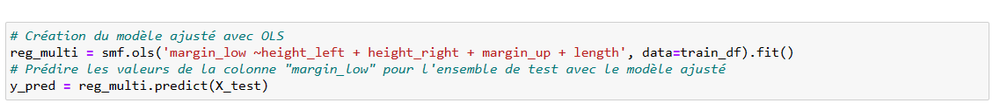 # Création du modèle ajusté avec OLS
reg_multi = smf.ols('margin_low ~height_left + height_right + margin_up + length', data=train_df).fit()
# Prédire les valeurs de la colonne "margin_low" pour l'ensemble de test avec le modèle ajusté
y_pred = reg_multi.predict(X_test)